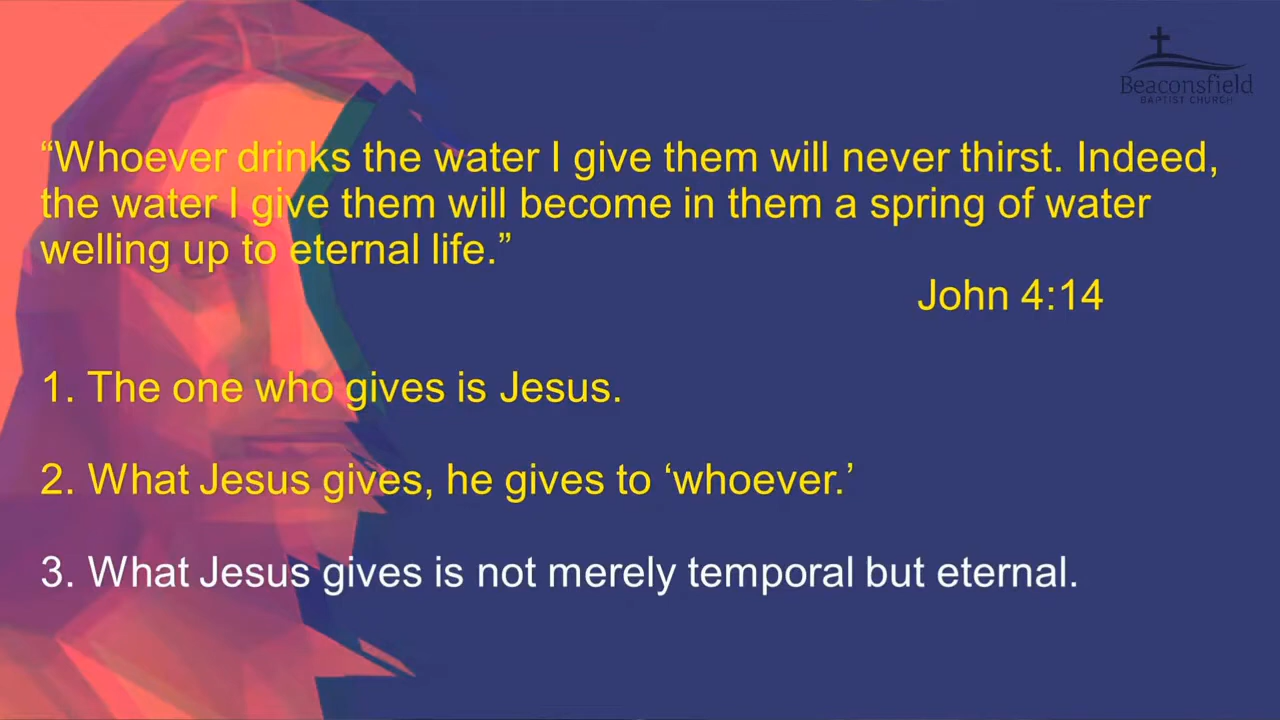 Beaconsfield
BAPTIST CHURCH
“Whoever drinks the water I give them will never thirst. Indeed,
the water I give them will become in them a spring of water
welling up to eternal life.”
John 4:14
1. The one who gives is Jesus.
2. What Jesus gives, he gives to ‘whoever.’
3. What Jesus gives is not merely temporal but eternal.